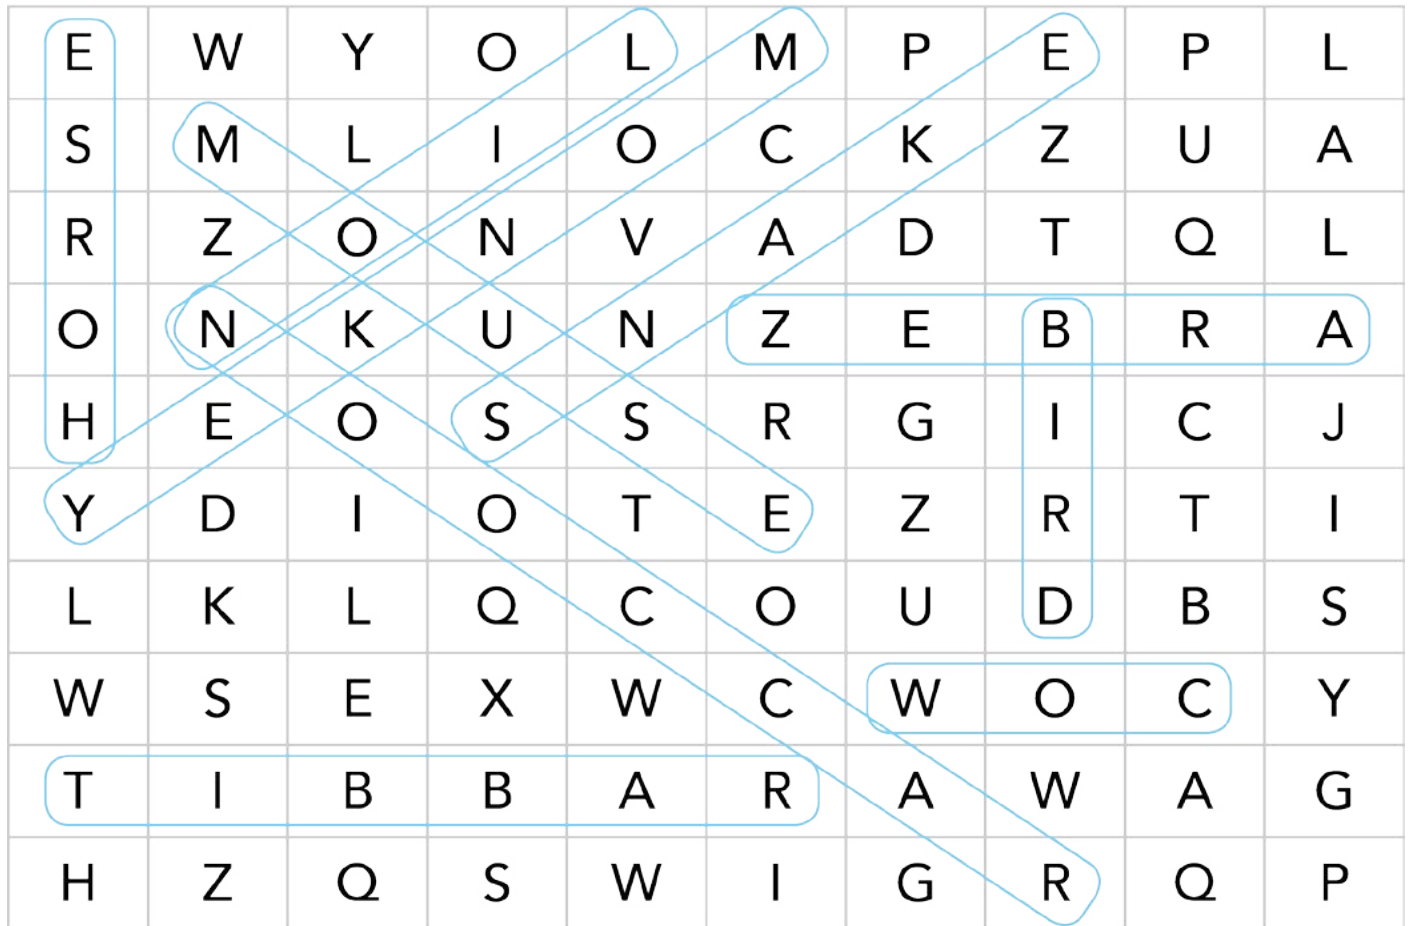 E W Y O L M P E P L
S M L I O C K Z U A
R Z O N V A D T Q L
O N K U N Z E B R A
H E O S S R G I C J
Y D I O T E Z R T I
L K L Q C O U D B S
W S E X W C W O C Y
T I B B A R A W A G
H Z Q S W I G R Q P